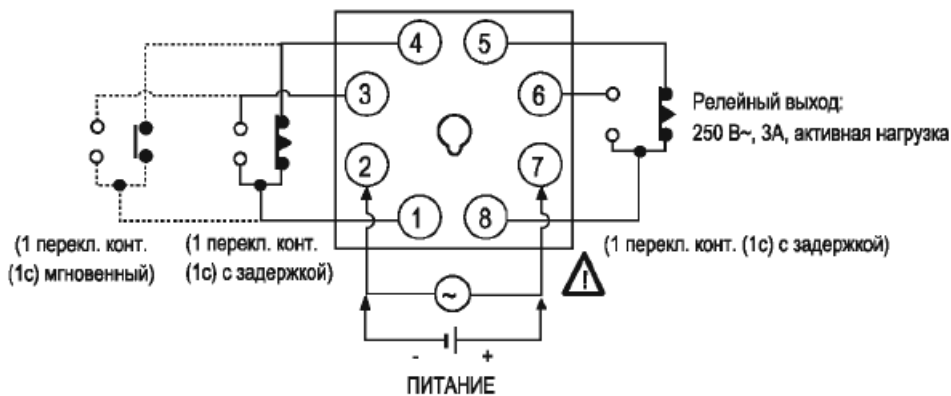 4
5
3
6
2
7
1
8
Релейный выход:
250 В~, 3А, активная нагрузка
(1 перекл. конт.
(1с) мгновенный)
(1 перекл. конт.
(1с) с задержкой)
(1 перекл. конт. (1с) с задержкой)
~
!
- +
ПИТАНИЕ